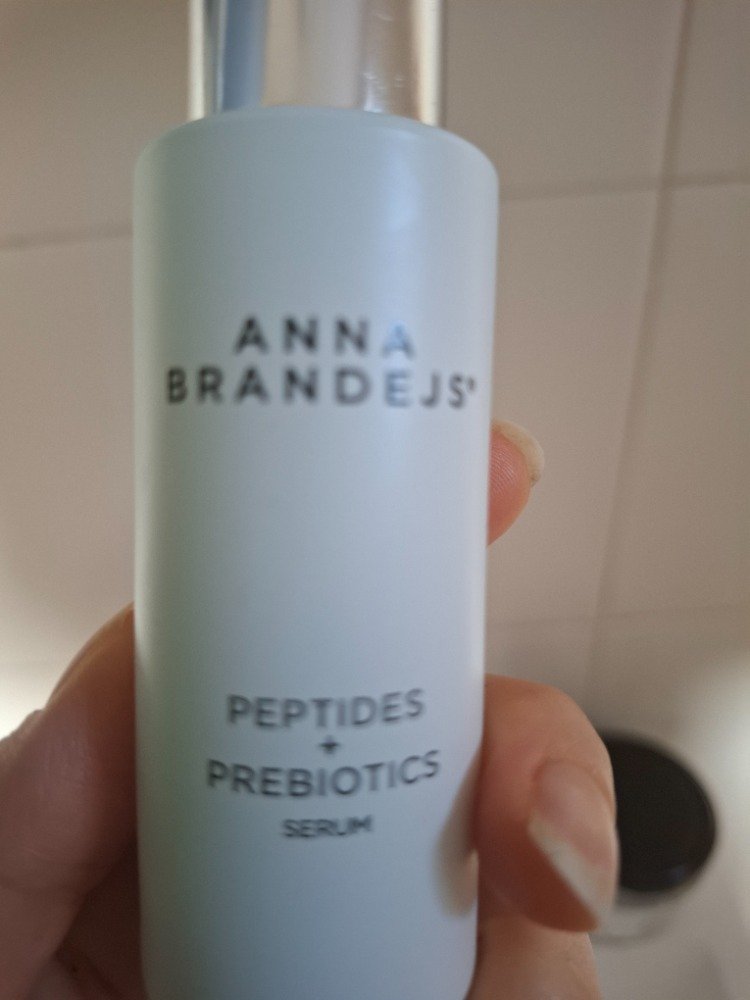 ANNA
BRANDEJS®
PEPTIDES
+
PREBIOTICS
SERUM